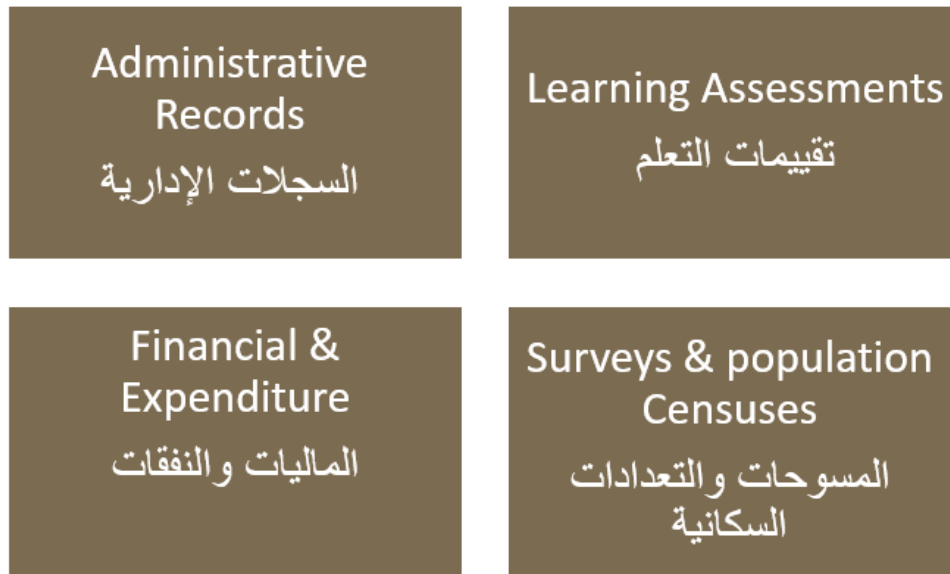 Administrative
Records
السجلات الإدارية
Learning Assessments
تقييمات التعلم
Financial &
Expenditure
الماليات والنفقات
Surveys & population
Censuses
المسوحات والتعدادات
السكانية